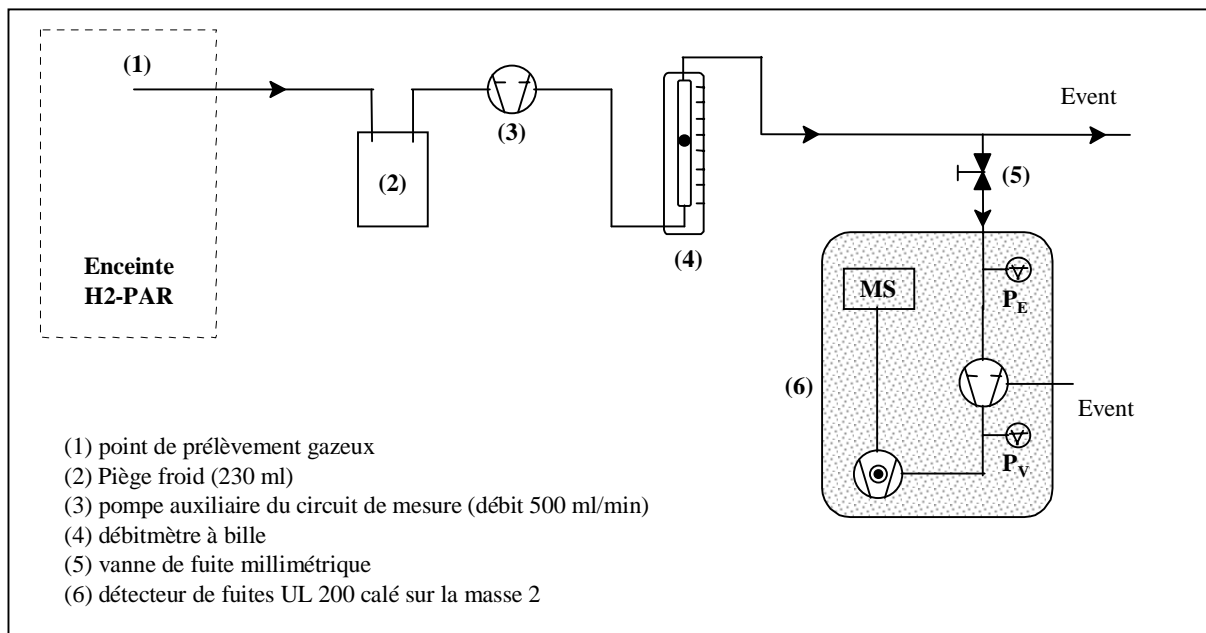 (1)
Event
(3)
(2)
(5)
(4)
Enceinte
H2-PAR
MS
P_E
(6)
Event
P_V
(1) point de prélèvement gazeux
(2) Piège froid (230 ml)
(3) pompe auxiliaire du circuit de mesure (débit 500 ml/min)
(4) débitmètre à bille
(5) vanne de fuite millimétrique
(6) détecteur de fuites UL 200 calé sur la masse 2